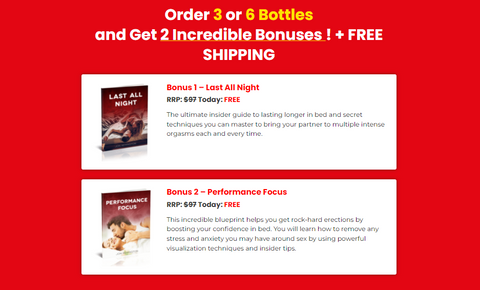 Order 3 or 6 Bottles
and Get 2 Incredible Bonuses ! + FREE
SHIPPING
LAST ALL
NIGHT
Bonus 1 – Last All Night
RRP: $97 Today: FREE
The ultimate insider guide to lasting longer in bed and secret
techniques you can master to bring your partner to multiple intense
orgasms each and every time.
PERFORMANCE
FOCUS
Bonus 2 – Performance Focus
RRP: $97 Today: FREE
This incredible blueprint helps you get rock-hard erections by
boosting your confidence in bed. You will learn how to remove any
stress and anxiety you may have around sex by using powerful
visualization techniques and insider tips.